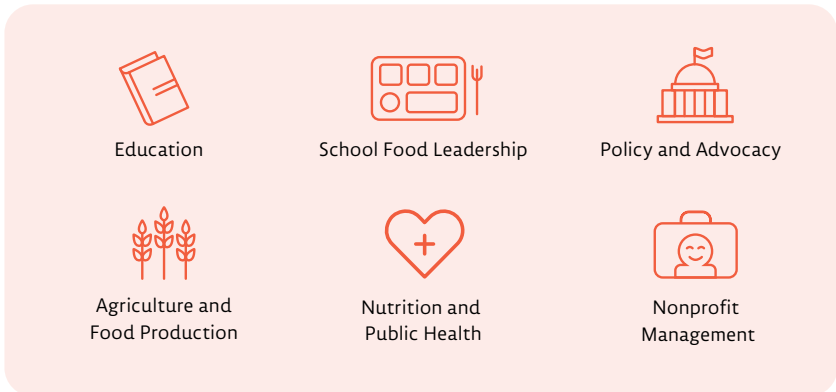 Education
School Food Leadership
Policy and Advocacy
Agriculture and
Food Production
Nutrition and
Public Health
Nonprofit
Management